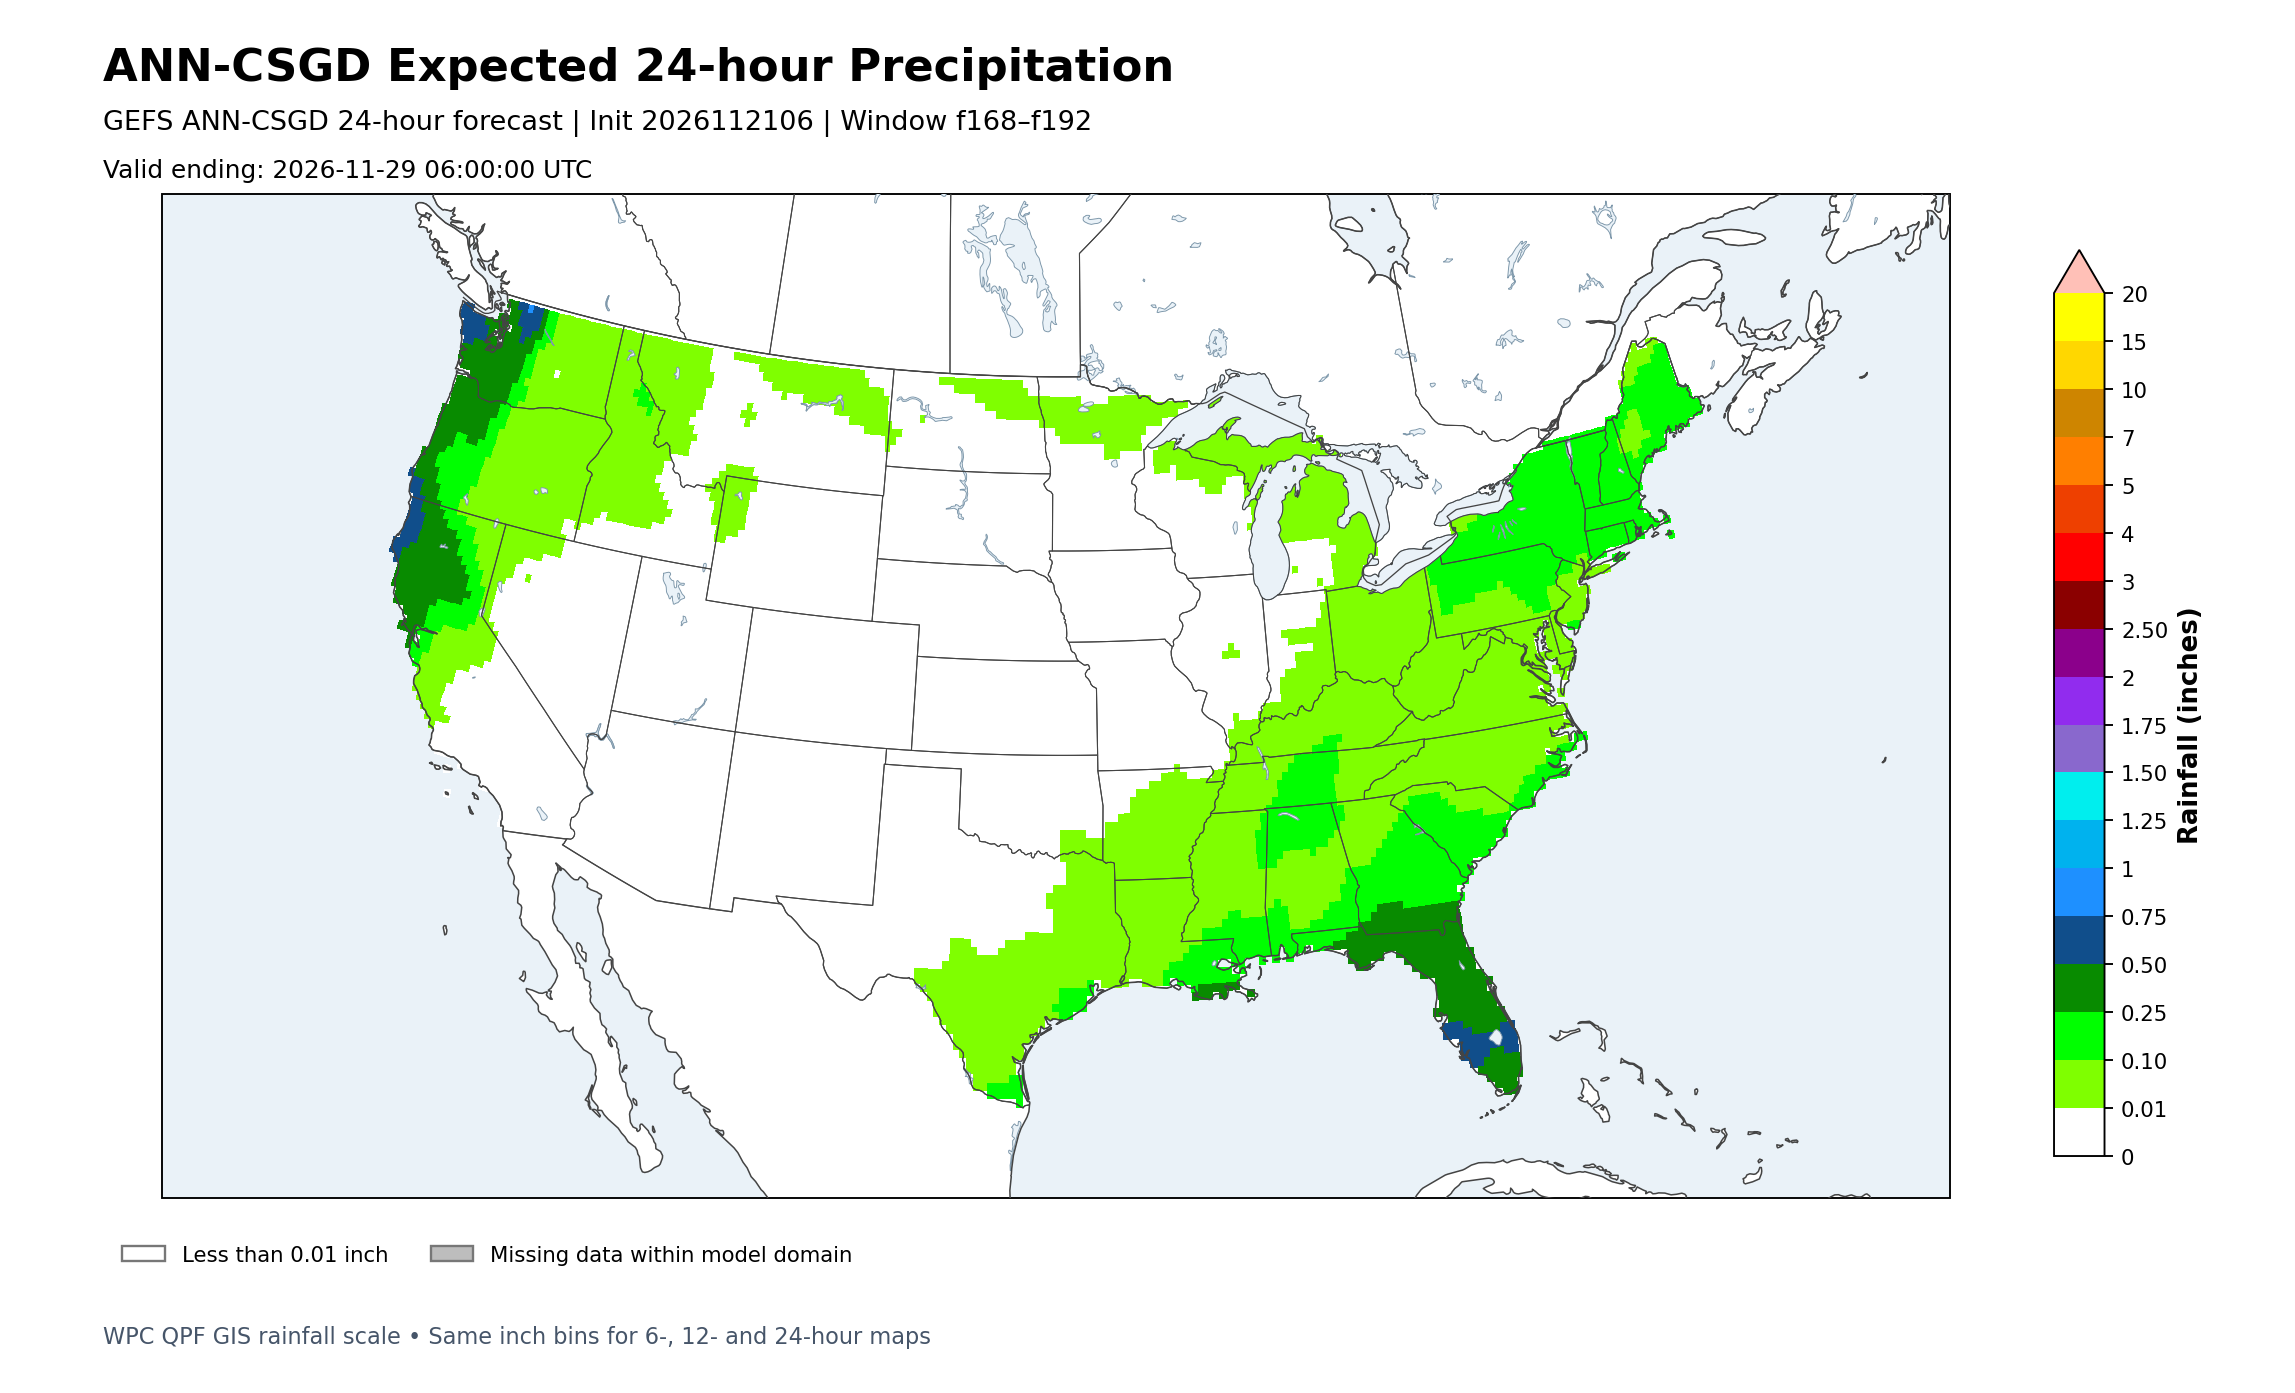 ANN-CSGD Expected 24-hour Precipitation
GEFS ANN-CSGD 24-hour forecast | Init 2026112106 | Window f168–f192
Valid ending: 2026-11-29 06:00:00 UTC
20
15
10
7
5
4
3
2.50
2
1.75
1.50
1.25
1
0.75
0.50
0.25
0.10
0.01
0
Rainfall (inches)
Less than 0.01 inch
Missing data within model domain
WPC QPF GIS rainfall scale • Same inch bins for 6-, 12- and 24-hour maps